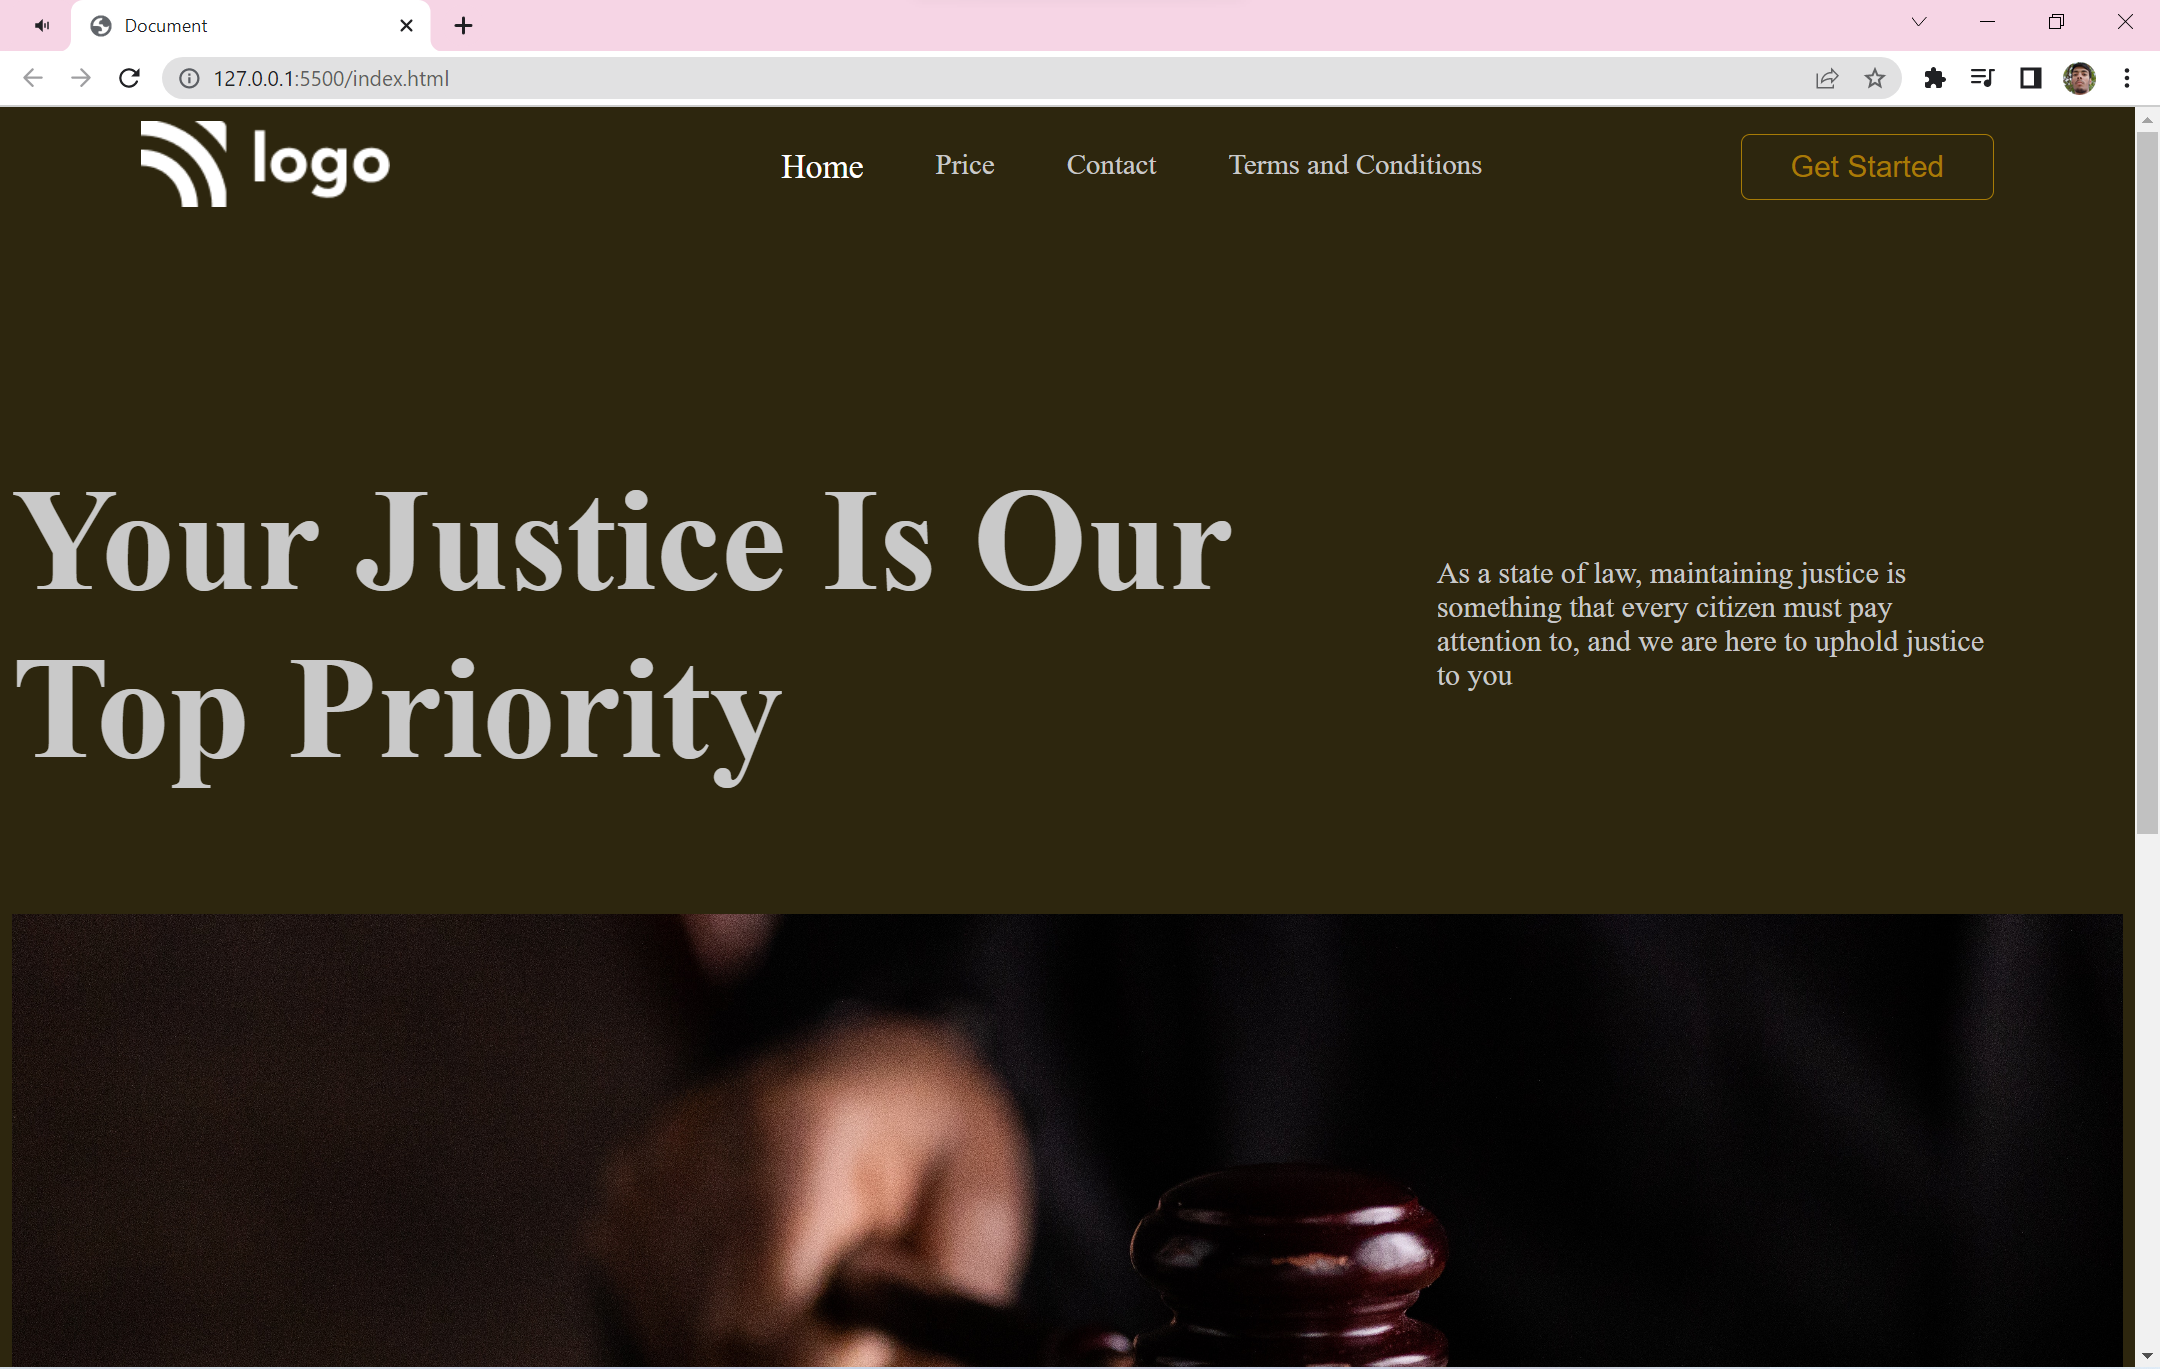 Document
127.0.0.1:5500/index.html
logo
Home
Price
Contact
Terms and Conditions
Get Started
Your Justice Is Our
Top Priority
As a state of law, maintaining justice is
something that every citizen must pay
attention to, and we are here to uphold justice
to you